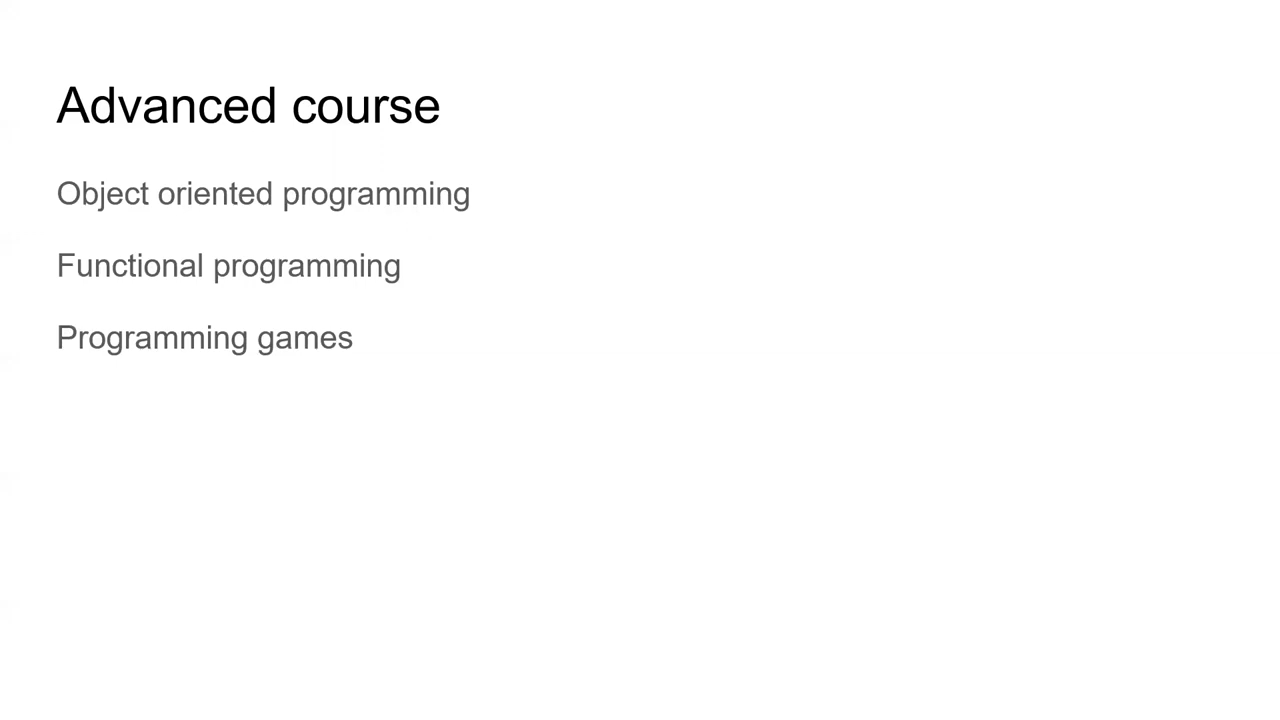 Advanced course
Object oriented programming
Functional programming
Programming games